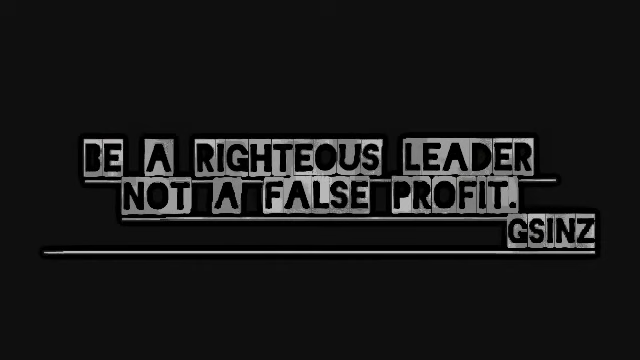 BE A RIGHTEOUS LEADER
NOT A FALSE PROFIT.
GSINZ